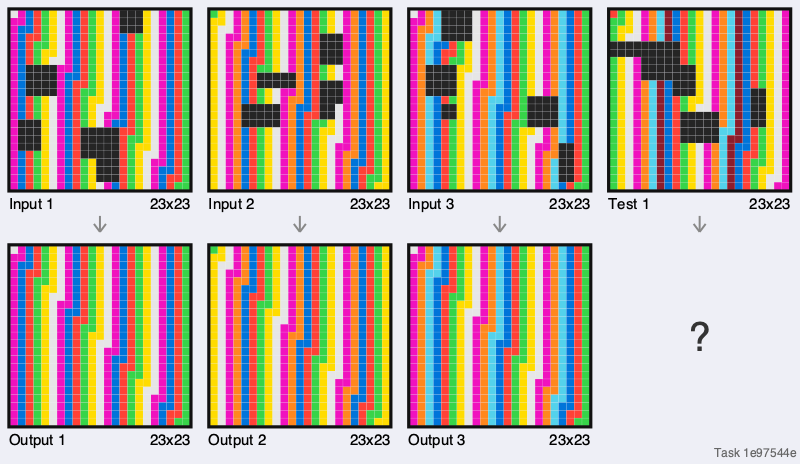 Input 1 23x23
Input 2 23x23
Input 3 23x23
Test 1 23x23
?
Output 1 23x23
Output 2 23x23
Output 3 23x23
Task 1e97544e